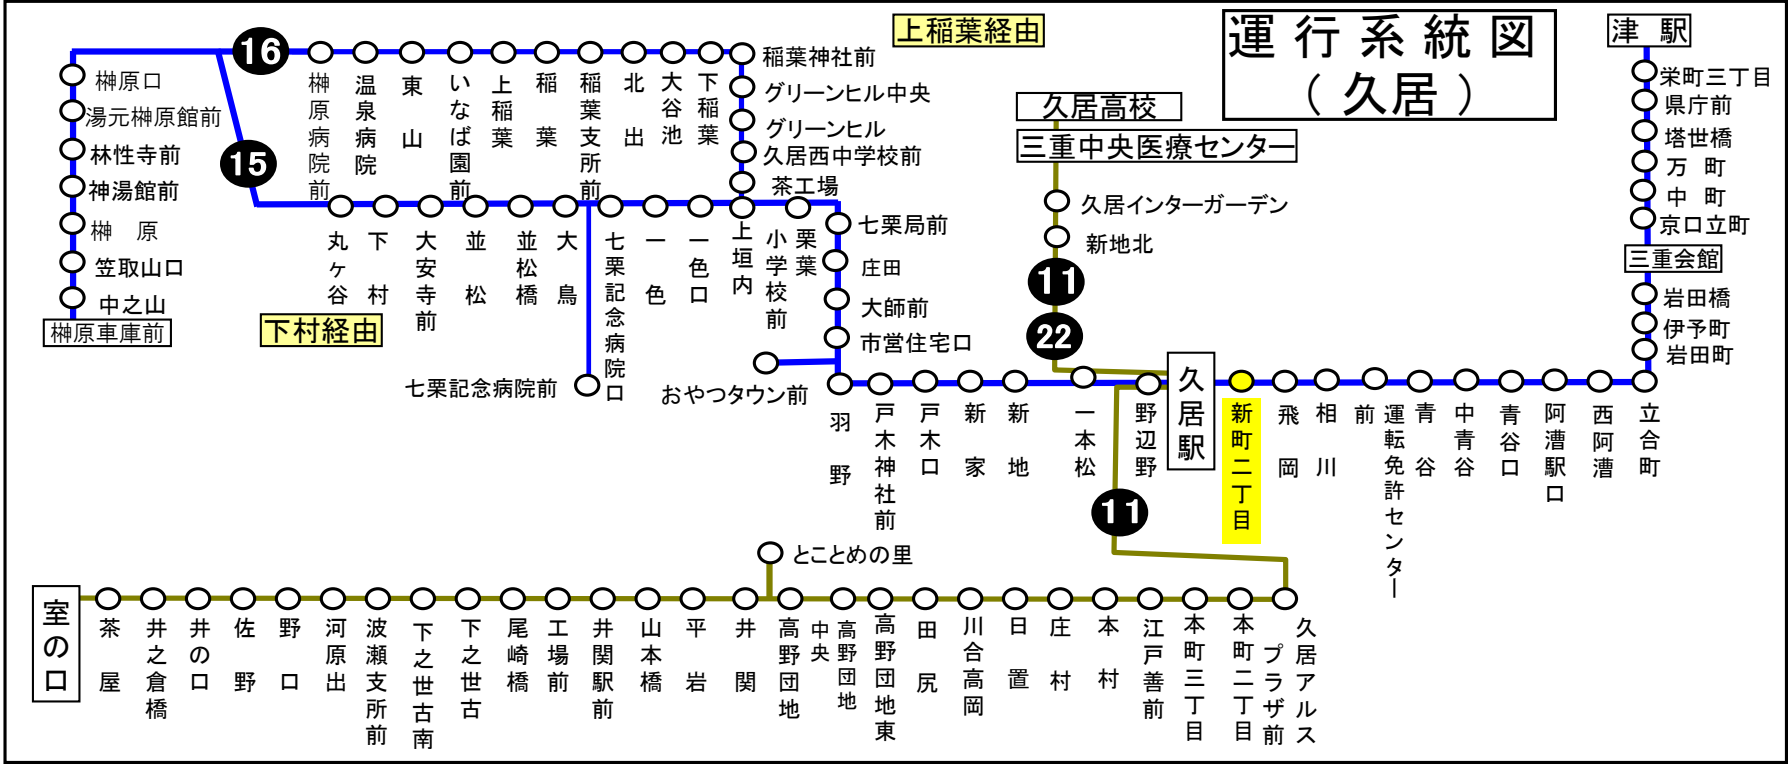 運行系統図
（久居）
上稲葉経由
津 駅
久居高校
三重中央医療センター
16
榊原病院前
温泉病院
東山
いなば園前
上稲葉
稲葉
稲葉支所前
北出
大谷池
下稲葉
稲葉神社前
グリーンヒル中央
グリーンヒル
久居西中学校前
茶工場
榊原口
湯元榊原館前
林性寺前
神湯館前
榊 原
笠取山口
中之山
榊原車庫前
15
丸ヶ谷
下村
大安寺前
並松
並松橋
大鳥
七栗記念病院口
一色
一色口
上垣内
栗葉
小学校前
下村経由
七栗記念病院前
七栗局前
庄田
大師前
市営住宅口
おやつタウン前
久居インターガーデン
新地北
11
22
栄町三丁目
県庁前
塔世橋
万 町
中 町
京口立町
三重会館
岩田橋
伊予町
岩田町
羽野
戸木神社前
戸木口
新家
新地
一本松
野辺野
久居駅
新町二丁目
飛岡
相川
運転免許センター
前
青谷
中青谷
青谷口
阿漕駅口
西阿漕
立合町
11
とことめの里
室の口
茶屋
井之倉橋
井の口
佐野
野口
河原出
波瀬支所前
下之世古南
下之世古
尾崎橋
工場前
井関駅前
山本橋
平岩
井関
高野団地
高野団地
中央
高野団地東
田尻
川合高岡
日置
庄村
本村
江戸善前
本町三丁目
本町二丁目
久居アルス
プラザ前